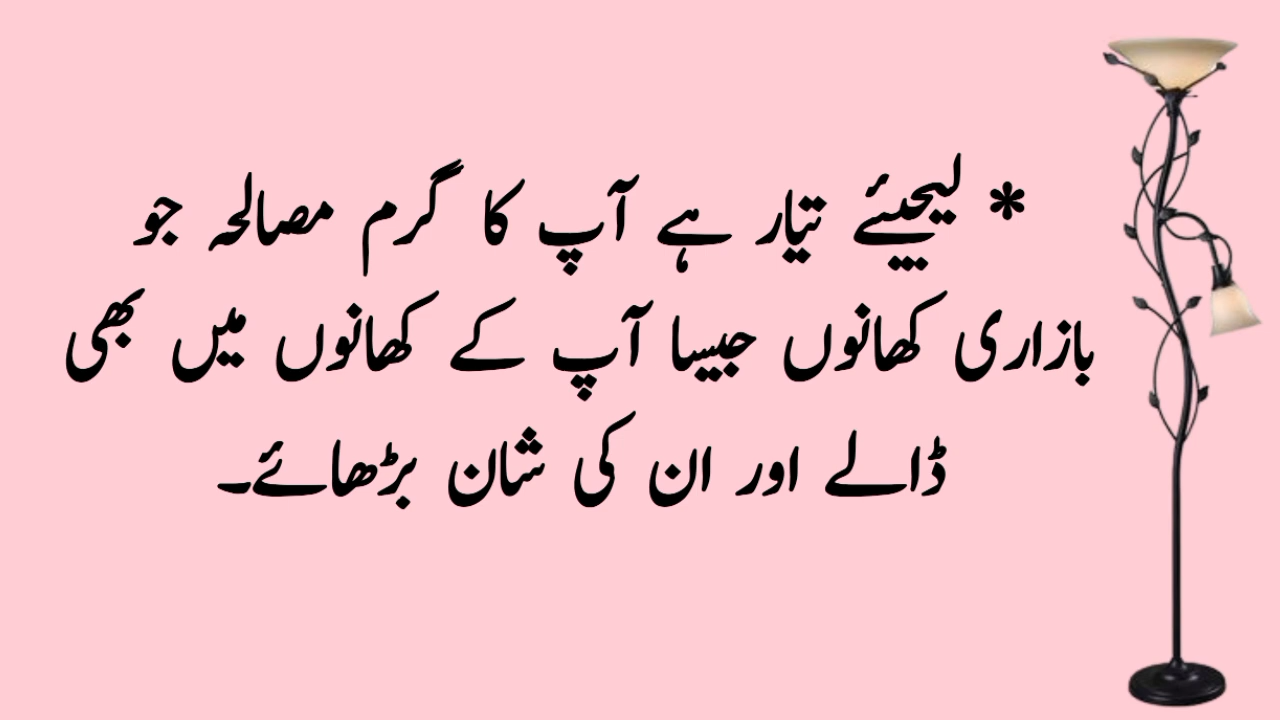 * لیجیئے تیار ہے آپ کا گرم مصالحہ جو
بازاری کھانوں جیسا آپ کے کھانوں میں بھی
ڈالے اور ان کی شان بڑھائے۔